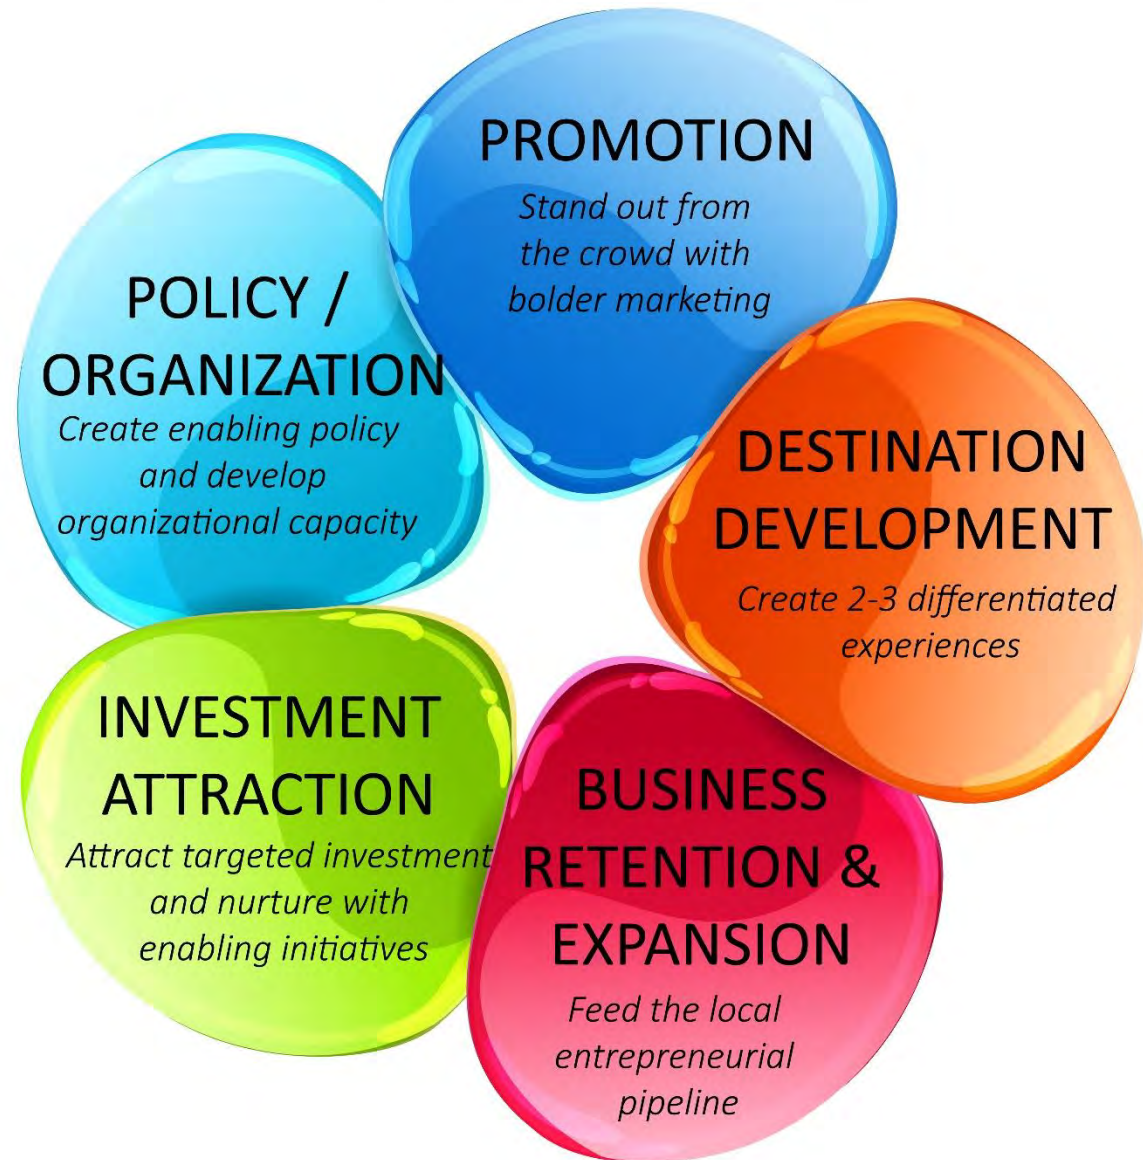 PROMOTION
Stand out from
the crowd with
bolder marketing
POLICY /
ORGANIZATION
Create enabling policy
and develop
organizational capacity
DESTINATION
DEVELOPMENT
Create 2-3 differentiated
experiences
INVESTMENT
ATTRACTION
Attract targeted investment
and nurture with
enabling initiatives
BUSINESS
RETENTION &
EXPANSION
Feed the local
entrepreneurial
pipeline